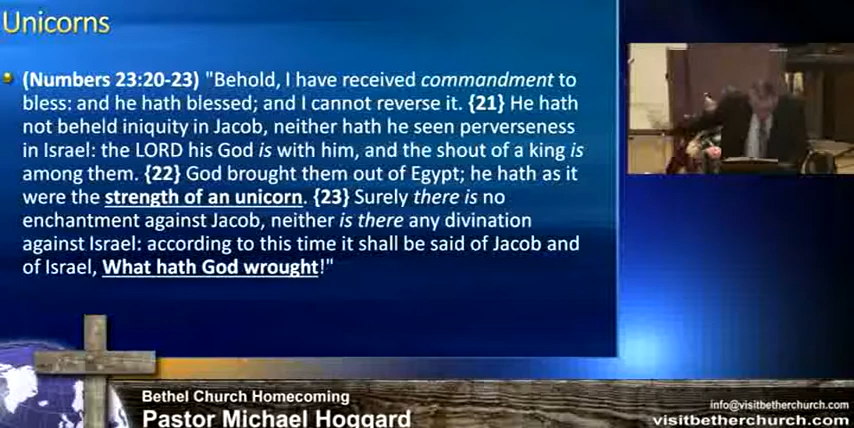 Unicorns
(Numbers 23:20-23) "Behold, I have received commandment to
bless: and he hath blessed; and I cannot reverse it. {21} He hath
not beheld iniquity in Jacob, neither hath he seen perverseness
in Israel: the LORD his God is with him, and the shout of a king is
among them. {22} God brought them out of Egypt; he hath as it
were the strength of an unicorn. {23} Surely there is no
enchantment against Jacob, neither is there any divination
against Israel: according to this time it shall be said of Jacob and
of Israel, What hath God wrought!"
Bethel Church Homecoming
Pastor Michael Hoggard
info@visitbetherchurch.com
visitbetherchurch.com